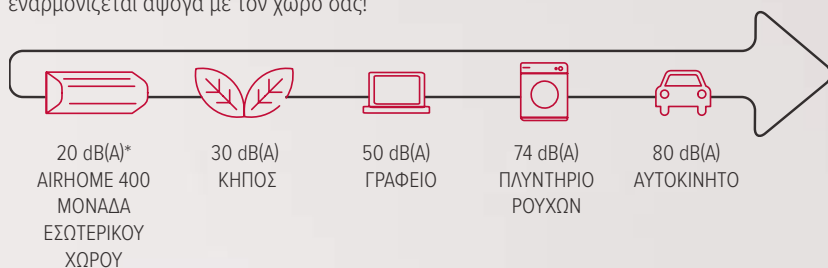 εναρμονίζεται άψογα με τον χώρο σας!
20 dB(A)*
AIRHOME 400
ΜΟΝΑΔΑ
ΕΣΩΤΕΡΙΚΟΥ
ΧΩΡΟΥ
30 dB(A)
ΚΗΠΟΣ
50 dB(A)
ΓΡΑΦΕΙΟ
74 dB(A)
ΠΛΥΝΤΗΡΙΟ
ΡΟΥΧΩΝ
80 dB(A)
ΑΥΤΟΚΙΝΗΤΟ